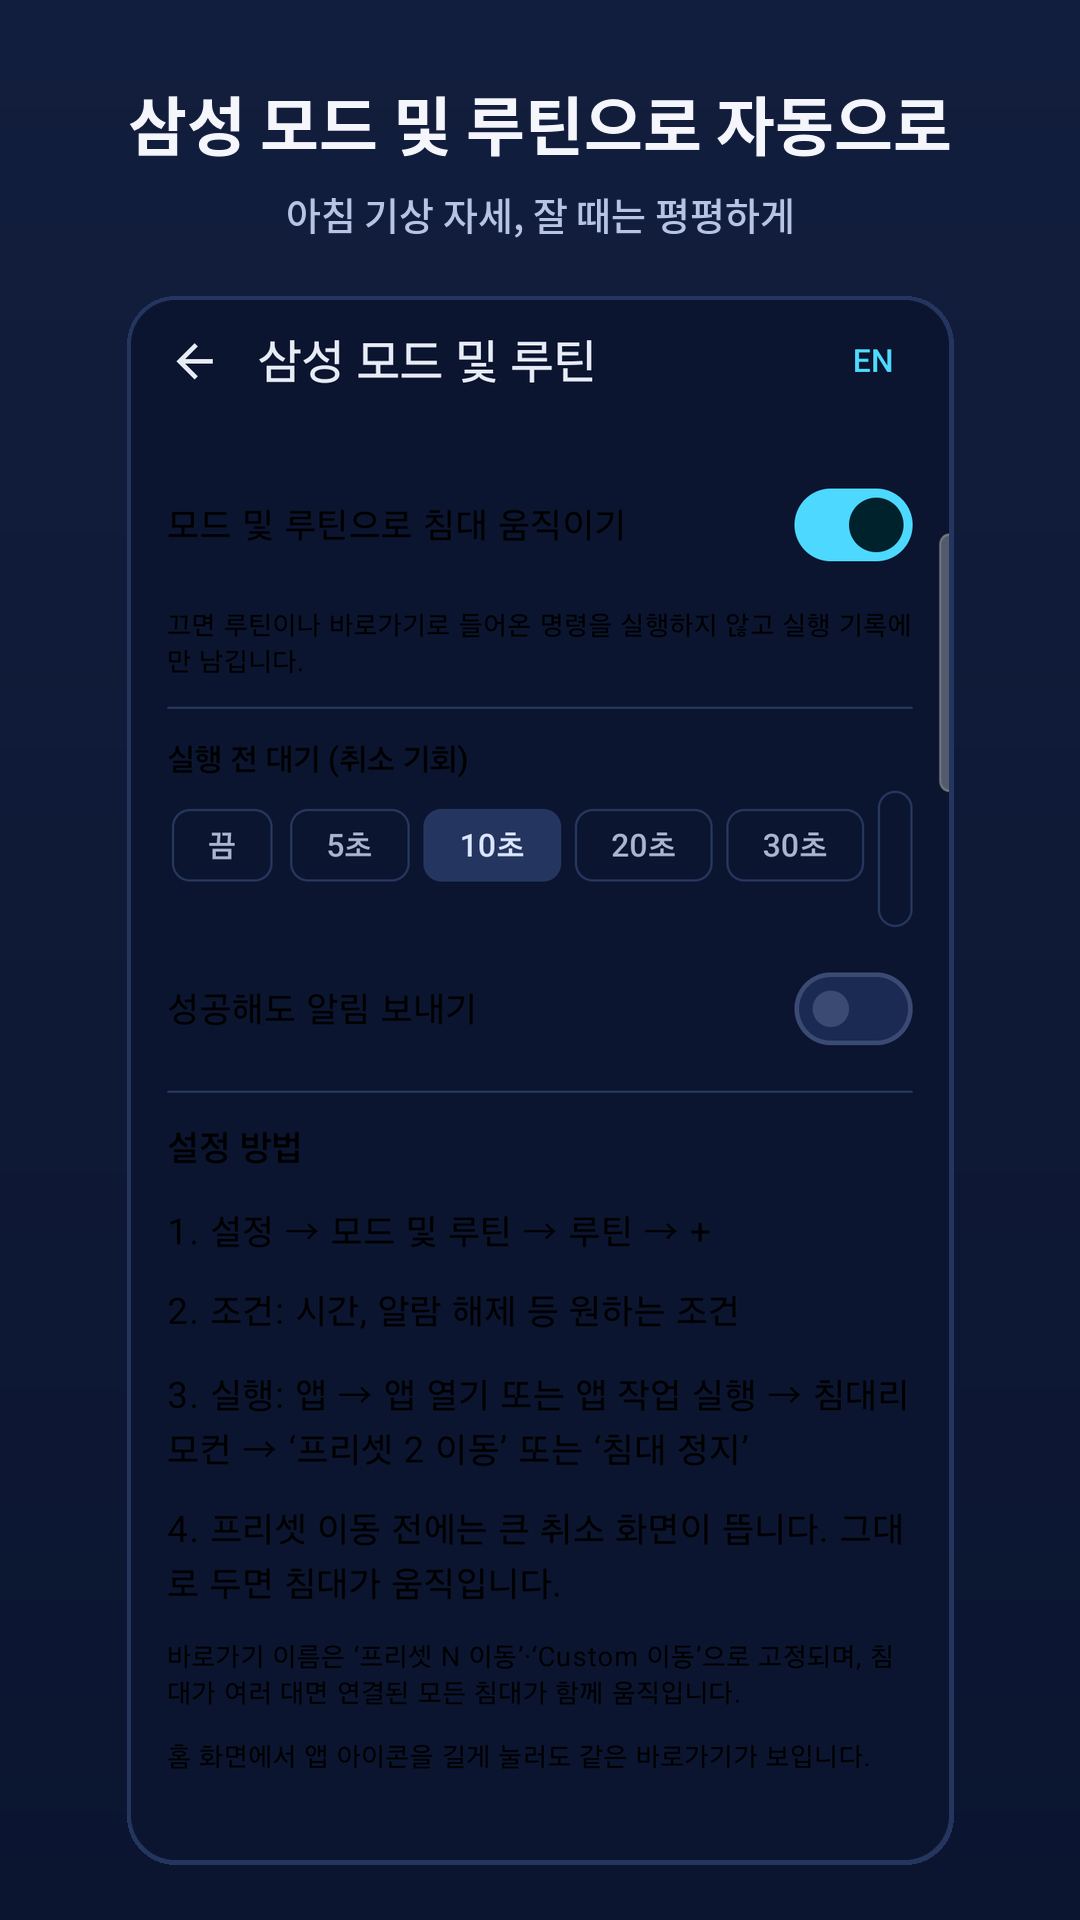 삼성 모드 및 루틴으로 자동으로
아침 기상 자세, 잘 때는 평평하게
삼성 모드 및 루틴
EN
모드 및 루틴으로 침대 움직이기
끄면 루틴이나 바로가기로 들어온 명령을 실행하지 않고 실행 기록에
만 남깁니다.
실행 전 대기 (취소 기회)
끔
5초
10초
20초
30초
성공해도 알림 보내기
설정 방법
1. 설정 → 모드 및 루틴 → 루틴 → +
2. 조건: 시간, 알람 해제 등 원하는 조건
3. 실행: 앱 → 앱 열기 또는 앱 작업 실행 → 침대리
모컨 → ‘프리셋 2 이동’ 또는 ‘침대 정지’
4. 프리셋 이동 전에는 큰 취소 화면이 뜹니다. 그대
로 두면 침대가 움직입니다.
바로가기 이름은 ‘프리셋 N 이동’·‘Custom 이동’으로 고정되며, 침
대가 여러 대면 연결된 모든 침대가 함께 움직입니다.
홈 화면에서 앱 아이콘을 길게 눌러도 같은 바로가기가 보입니다.